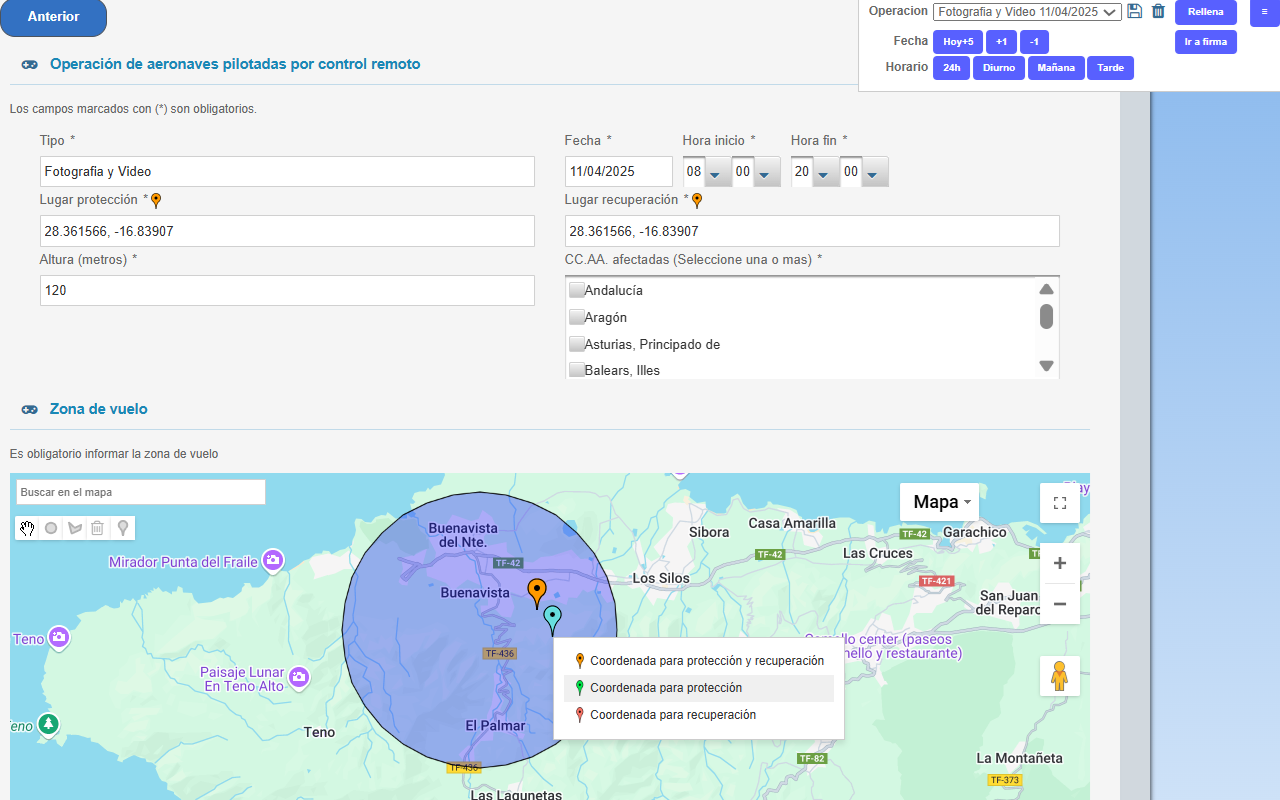 Anterior
Operacion Fotografia y Video 11/04/2025 Rellena ≡
Fecha Hoy+5 +1 -1 Ir a firma
Horario 24h Diurno Mañana Tarde
Operación de aeronaves pilotadas por control remoto
Los campos marcados con (*) son obligatorios.
Tipo * Fecha * Hora inicio * Hora fin *
Fotografia y Video 11/04/2025 08 00 20 00
Lugar protección * Lugar recuperación *
28.361566, -16.83907 28.361566, -16.83907
Altura (metros) * CC.AA. afectadas (Seleccione una o mas) *
120
Andalucía
Aragón
Asturias, Principado de
Balears, Illes
Zona de vuelo
Es obligatorio informar la zona de vuelo
Buscar en el mapa
Mapa
Buenavista
del Nte.
Sibora
Casa Amarilla
Garachico
TF-42
TF-42
TF-42
Las Cruces
Mirador Punta del Fraile
Los Silos
TF-421
Buenavista
San Juan
del Reparo
Teno
(paseos
y restaurante)
TF-436
Coordenada para protección y recuperación
Coordenada para protección
Coordenada para recuperación
Paisaje Lunar
En Teno Alto
El Palmar
Teno
TF-436
TF-82
La Montañeta
TF-373
Las Lagunetas